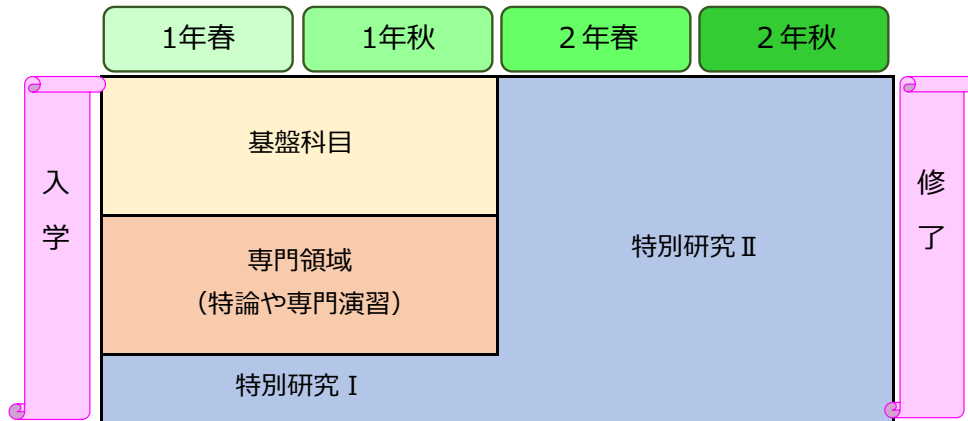 1年春
1年秋
２年春
２年秋
入
学
基盤科目
専門領域
（特論や専門演習）
特別研究Ⅰ
特別研究Ⅱ
修
了